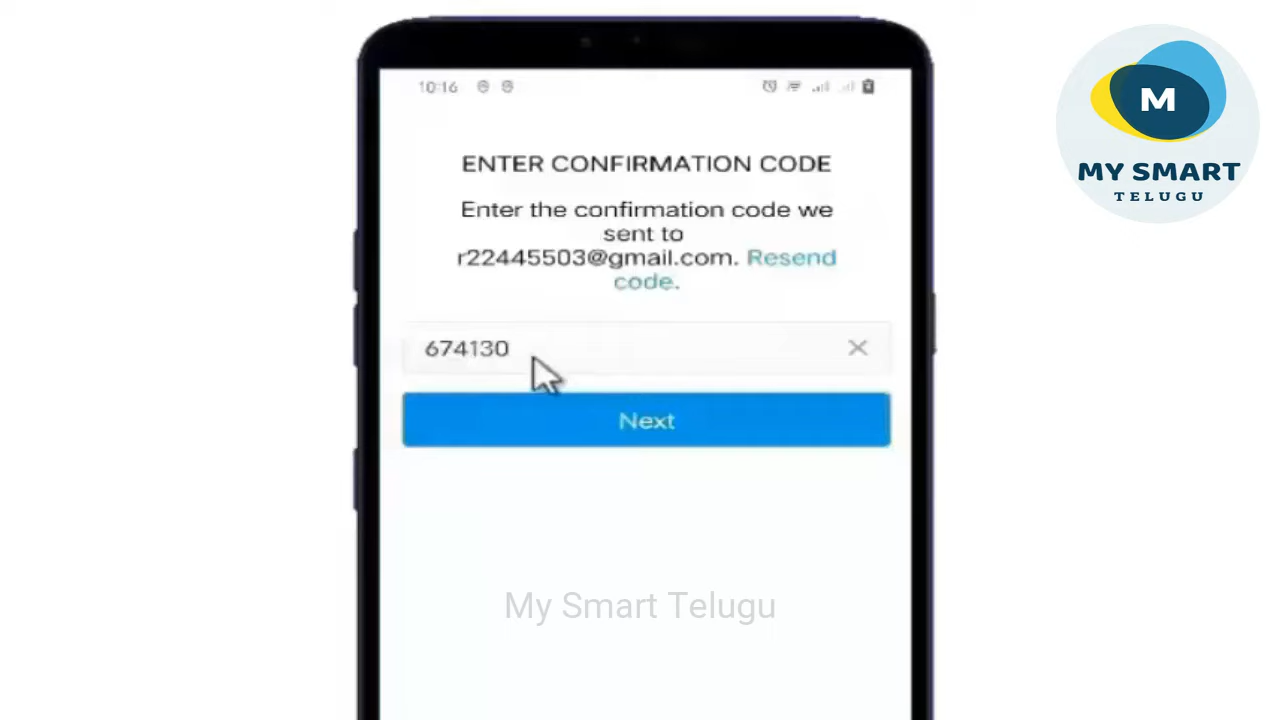 10:16
ENTER CONFIRMATION CODE
Enter the confirmation code we
sent to
r22445503@gmail.com. Resend
code.
674130
Next
My Smart Telugu
M
MY SMART
TELUGU